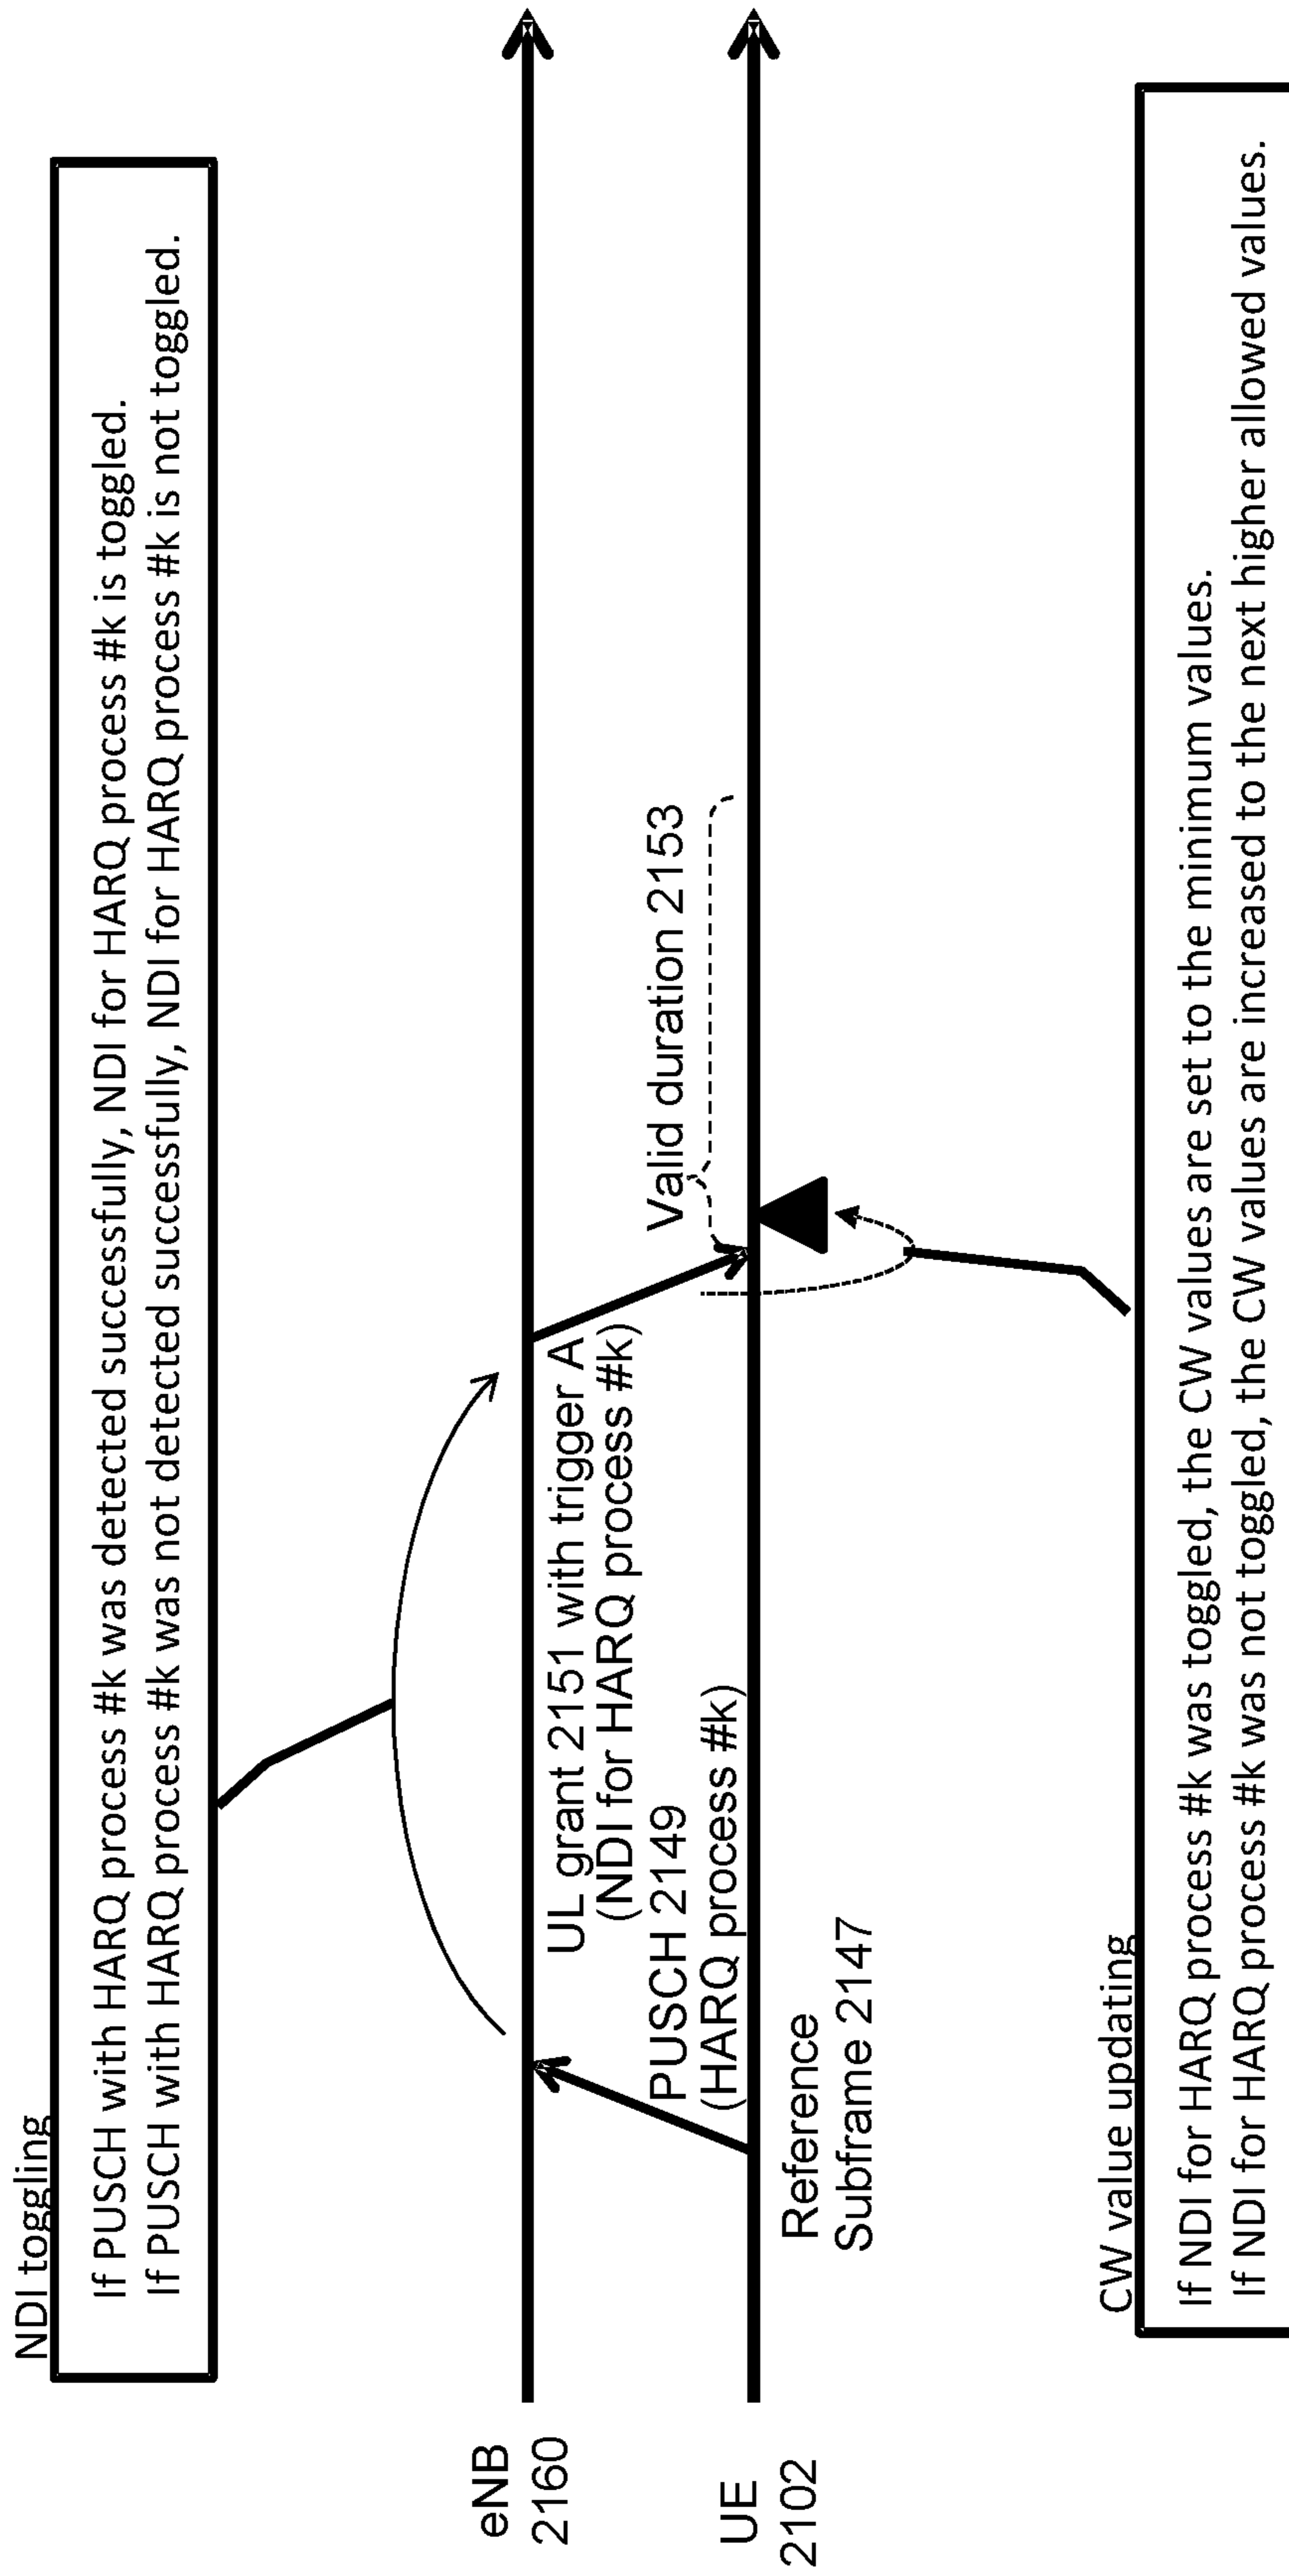 NDI toggling
If PUSCH with HARQ process #k was detected successfully, NDI for HARQ process #k is toggled.
If PUSCH with HARQ process #k was not detected successfully, NDI for HARQ process #k is not toggled.
eNB
2160
UL grant 2151 with trigger A
(NDI for HARQ process #k)
PUSCH 2149
(HARQ process #k)
Valid duration 2153
UE
2102
Reference
Subframe 2147
CW value updating
If NDI for HARQ process #k was toggled, the CW values are set to the minimum values.
If NDI for HARQ process #k was not toggled, the CW values are increased to the next higher allowed values.